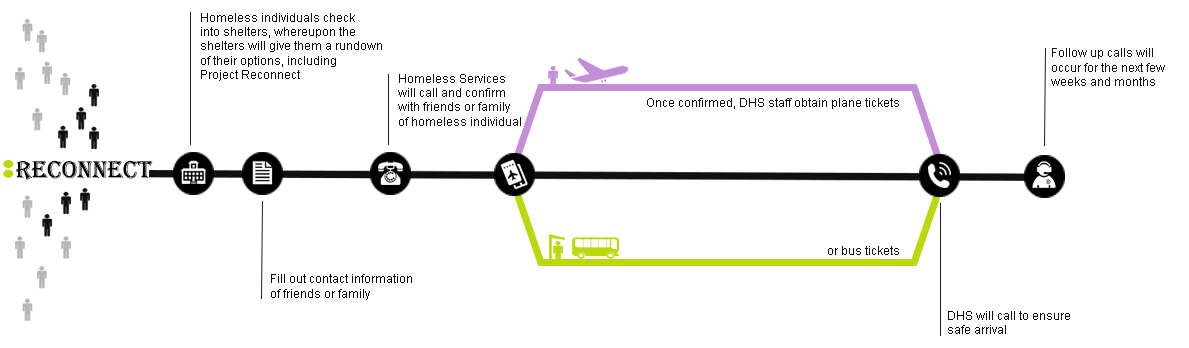 Homeless individuals check
into shelters, whereupon the
shelters will give them a rundown
of their options, including
Project Reconnect
Homeless Services
will call and confirm
with friends or family
of homeless individual
Once confirmed, DHS staff obtain plane tickets
Follow up calls will
occur for the next few
weeks and months
RECONNECT
or bus tickets
Fill out contact information
of friends or family
DHS will call to ensure
safe arrival